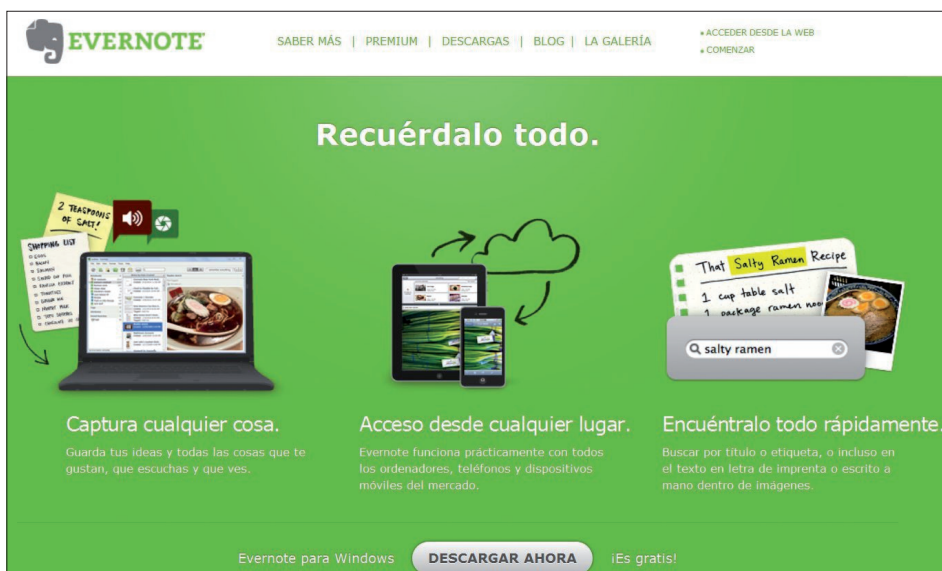 EVERNOTE
SABER MÁS | PREMIUM | DESCARGAS | BLOG | LA GALERÍA
ACCEDER DESDE LA WEB
COMENZAR
Recuérdalo todo.
2 TEASPOONS
OF SALT!
SHOPPING LIST
That Salty Ramen Recipe
1 cup table salt
1 package ramen
salty ramen
Captura cualquier cosa.
Guarda tus ideas y todas las cosas que te
gustan, que escuchas y que ves.
Acceso desde cualquier lugar.
Evernote funciona prácticamente con todos
los ordenadores, teléfonos y dispositivos
móviles del mercado.
Encuéntralo todo rápidamente.
Buscar por título o etiqueta, o incluso en
el texto en letra de imprenta o escrito a
mano dentro de imágenes.
Evernote para Windows
DESCARGAR AHORA
¡Es gratis!